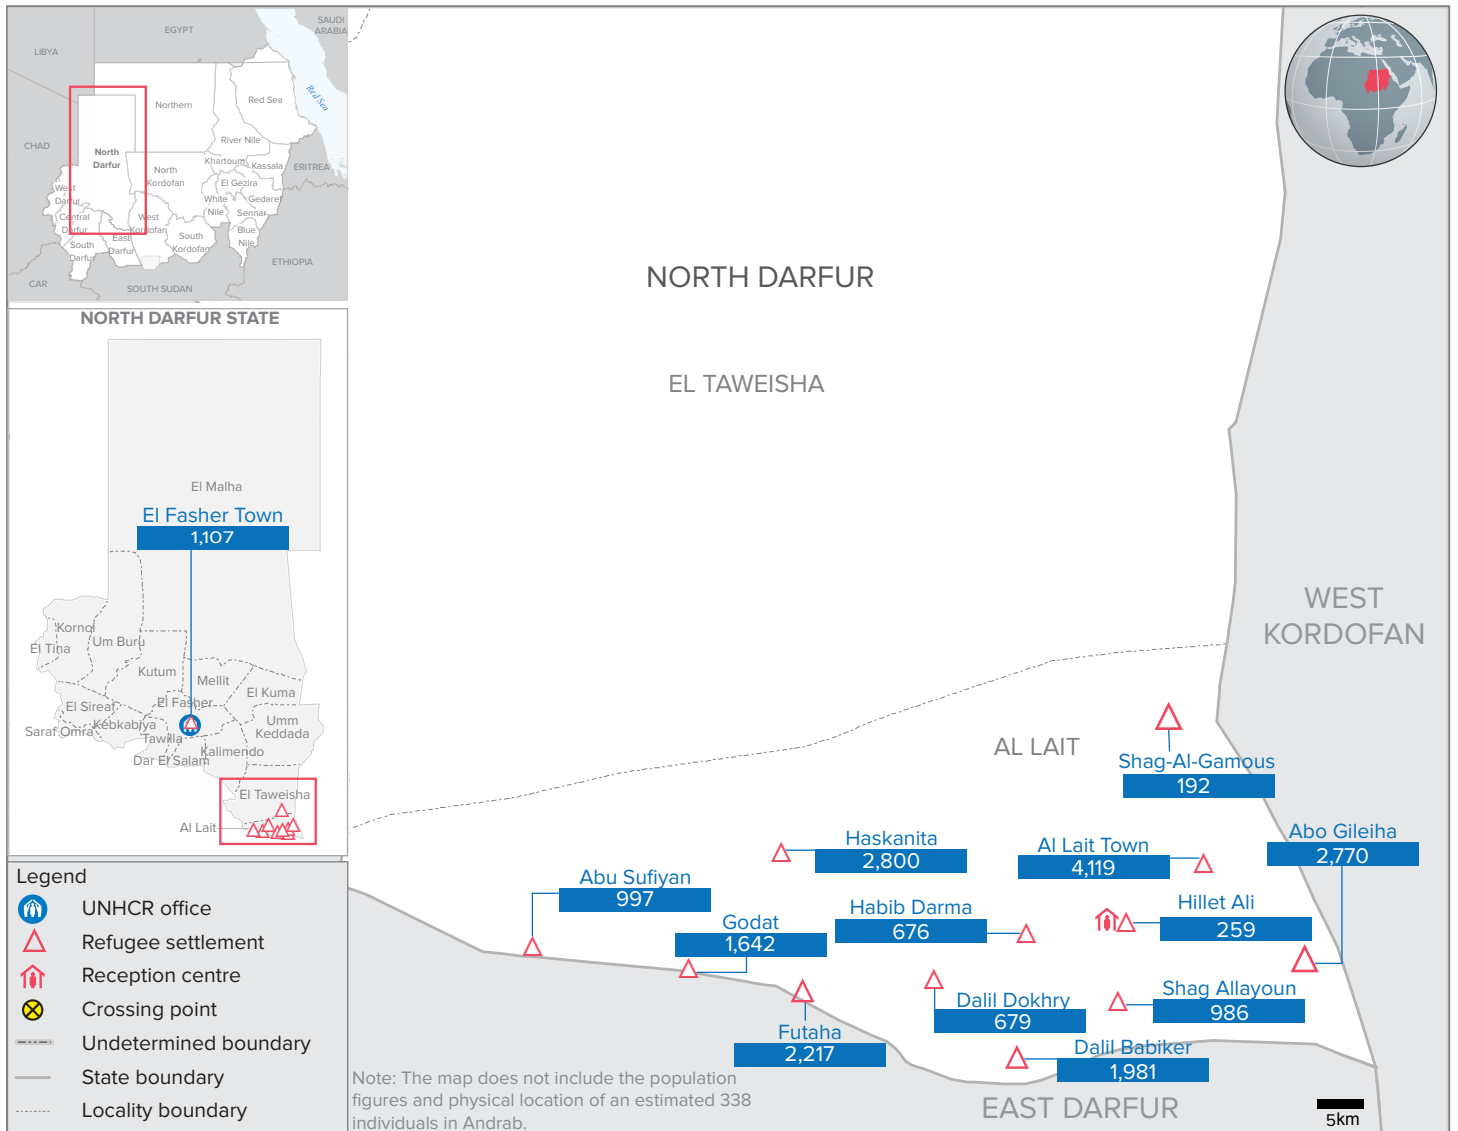 EGYPT
SAUDI
ARABIA
LIBYA
Red Sea
Northern
Red Sea
CHAD
River Nile
North
Darfur
Khartoum
Kassala
ERITREA
North
Kordofan
El Gezira
West
Darfur
White
Nile
Gedaref
Sennar
Central
Darfur
West
Kordofan
Blue
Nile
East
Darfur
South
Kordofan
South
Darfur
ETHIOPIA
CAR
SOUTH SUDAN
NORTH DARFUR STATE
El Malha
El Fasher Town
1,107
Kornoi
El Tina
Um Buru
Kutum
Mellit
El Kuma
El Fasher
El Sireaf
Kebkabiya
Saraf Omra
Tawilla
Umm
Keddada
Kalimendo
Dar El Salam
El Taweisha
Al Lait
Legend
UNHCR office
Refugee settlement
Reception centre
Crossing point
Undetermined boundary
State boundary
Locality boundary
NORTH DARFUR
EL TAWEISHA
WEST
KORDOFAN
AL LAIT
Shag-Al-Gamous
192
Haskanita
2,800
Al Lait Town
4,119
Abo Gileiha
2,770
Abu Sufiyan
997
Habib Darma
676
Hillet Ali
259
Godat
1,642
Dalil Dokhry
679
Shag Allayoun
986
Futaha
2,217
Dalil Babiker
1,981
EAST DARFUR
Note: The map does not include the population
figures and physical location of an estimated 338
individuals in Andrab.
5km